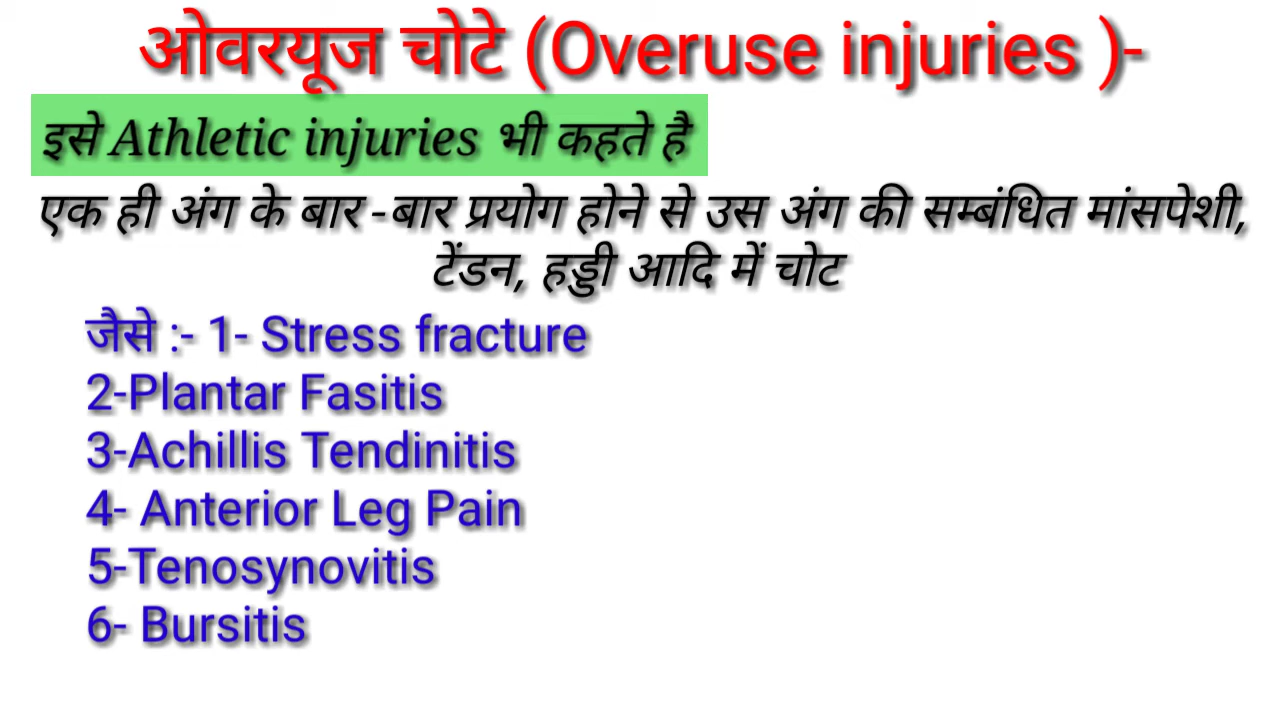 ओवरयूज चोटे (Overuse injuries )-
इसे Athletic injuries भी कहते है
एक ही अंग के बार -बार प्रयोग होने से उस अंग की सम्बंधित मांसपेशी,
टेंडन, हड्डी आदि में चोट
जैसे :- 1- Stress fracture
2-Plantar Fasitis
3-Achillis Tendinitis
4- Anterior Leg Pain
5-Tenosynovitis
6- Bursitis